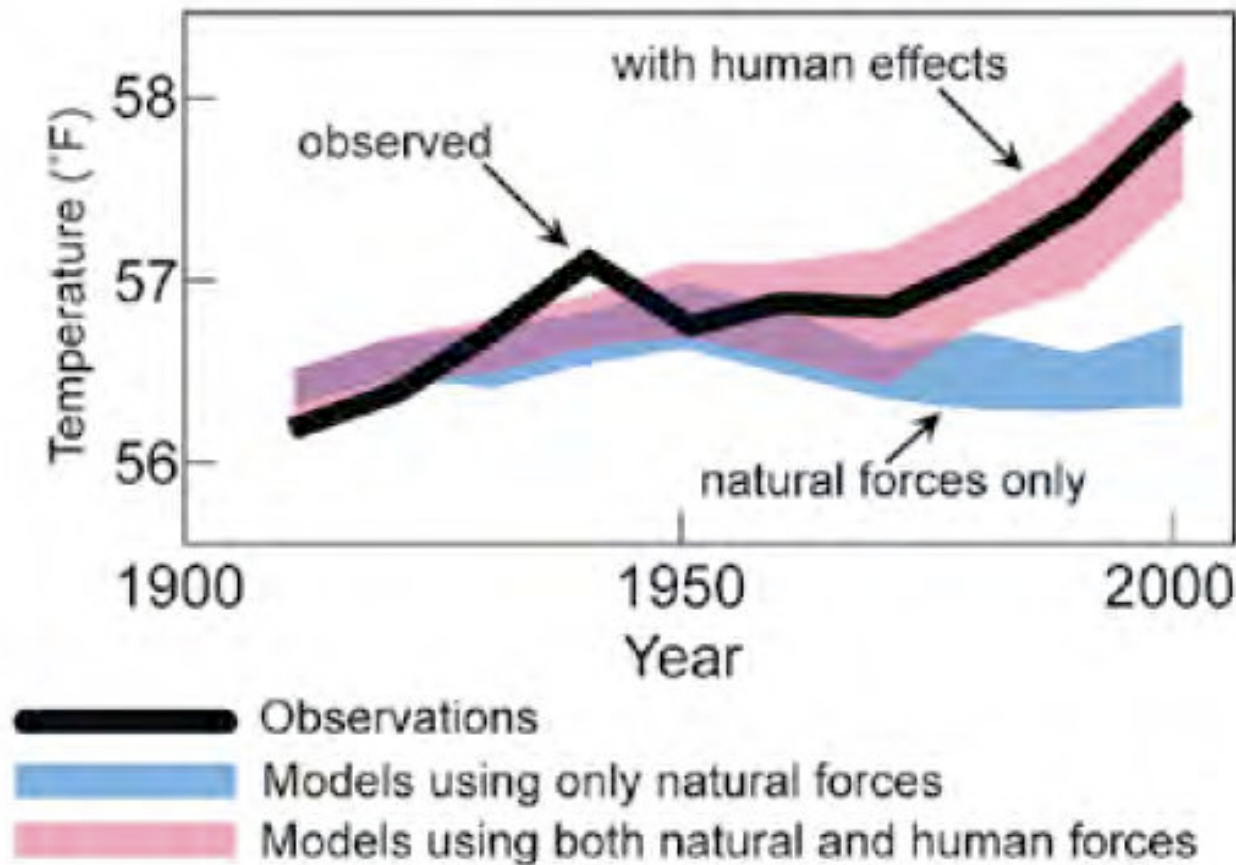 with human effects
58
observed
57
Temperature (°F)
56
natural forces only
1900 1950 2000
Year
Observations
Models using only natural forces
Models using both natural and human forces